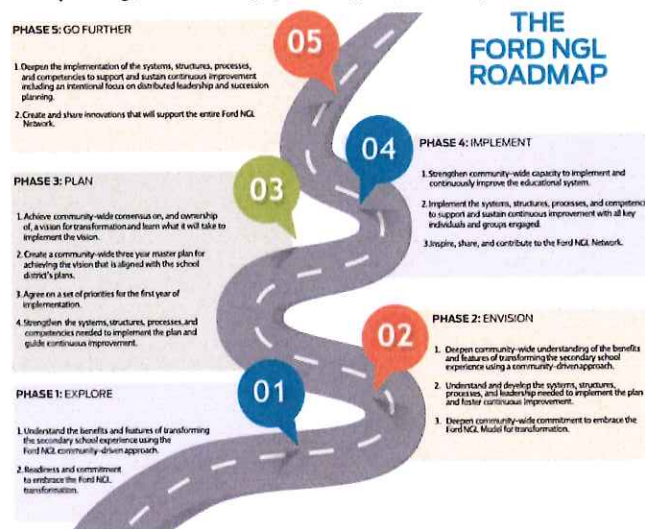 THE
FORD NGL
ROADMAP
PHASE 5: GO FURTHER
1. Deepen the implementation of the systems, structures, processes,
and competencies to support and sustain continuous improvement
including an intentional focus on distributed leadership and succession
planning.
2. Create and share innovations that will support the entire Ford NGL
Network.
05
04
PHASE 4: IMPLEMENT
1. Strengthen community-wide capacity to implement and
continuously improve the educational system.
2. Implement the systems, structures, processes, and competenci
to support and sustain continuous improvement with all key
individuals and groups engaged.
3. Inspire, share, and contribute to the Ford NGL Network.
PHASE 3: PLAN
1. Achieve community-wide consensus on, and ownership
of, a vision for transformation and learn what it will take to
implement the vision.
2. Create a community-wide three year master plan for
achieving the vision that is aligned with the school
district's plans.
3. Agree on a set of priorities for the first year of
implementation.
4. Strengthen the systems, structures, processes, and
competencies needed to implement the plan and
guide continuous improvement.
03
02
PHASE 2: ENVISION
1. Deepen community-wide understanding of the benefits
and features of transforming the secondary school
experience using a community-driven approach.
2. Understand and develop the systems, structures,
processes, and leadership needed to implement the plan
and foster continuous improvement.
3. Deepen community-wide commitment to embrace the
Ford NGL Model for transformation.
PHASE 1: EXPLORE
1. Understand the benefits and features of transforming
the secondary school experience using the
Ford NGL community-driven approach.
2. Readiness and commitment
to embrace the Ford NGL
transformation.
01